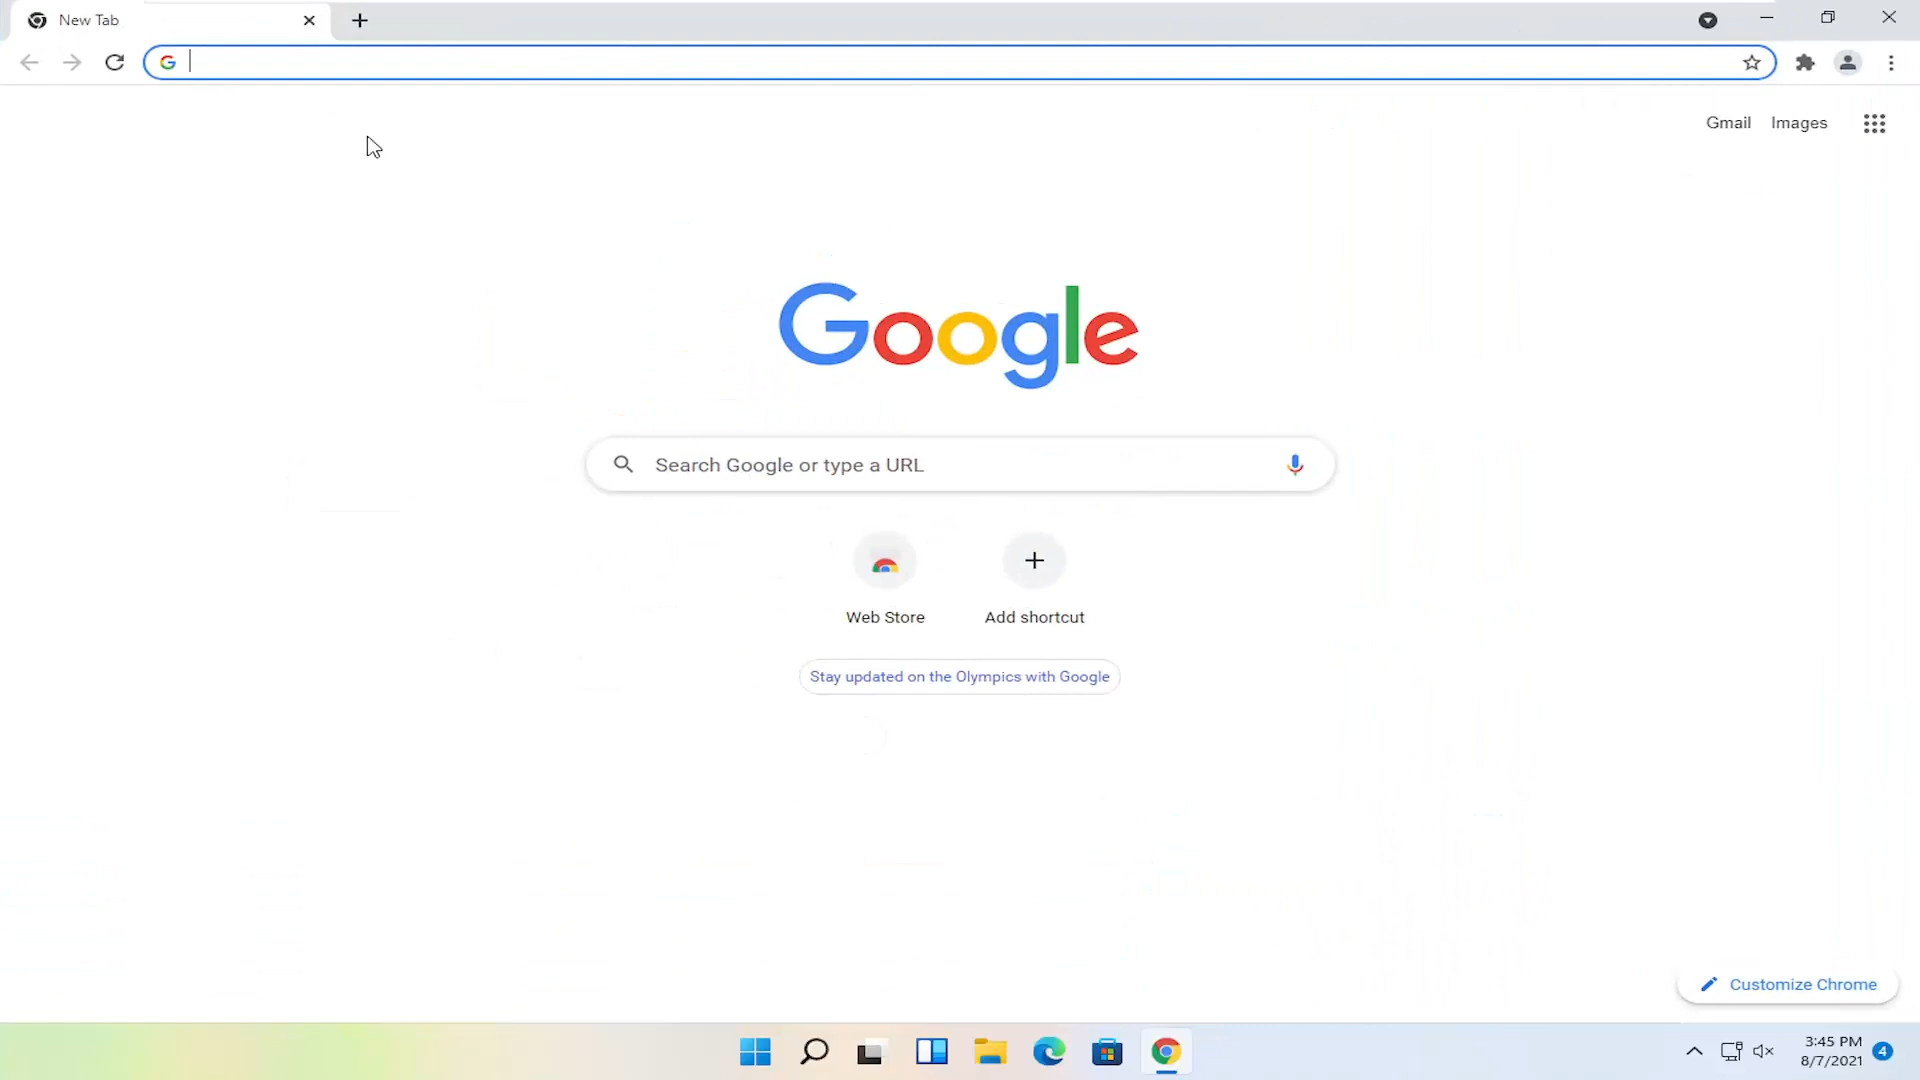 New Tab
Gmail Images
Google
Search Google or type a URL
Web Store
Add shortcut
Stay updated on the Olympics with Google
Customize Chrome
3:45 PM
8/7/2021
4